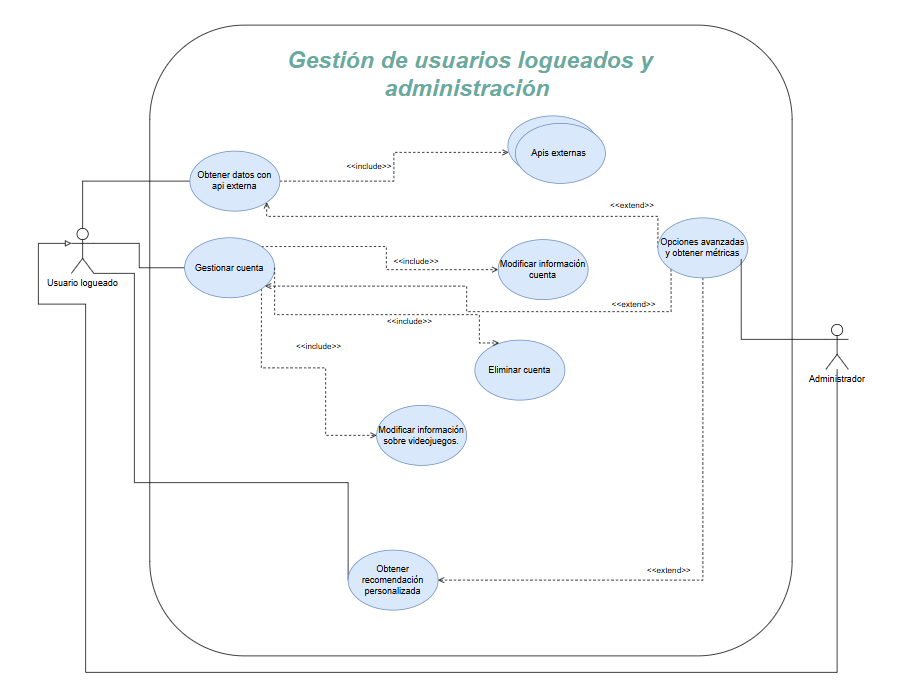 Gestión de usuarios logueados y
administración
Apis externas
<<include>>
Obtener datos con
api externa
<<extend>>
Opciones avanzadas
y obtener métricas
<<include>>
Modificar información
cuenta
Gestionar cuenta
Usuario logueado
<<extend>>
<<include>>
<<include>>
Eliminar cuenta
Administrador
Modificar información
sobre videojuegos.
Obtener
recomendación
personalizada
<<extend>>